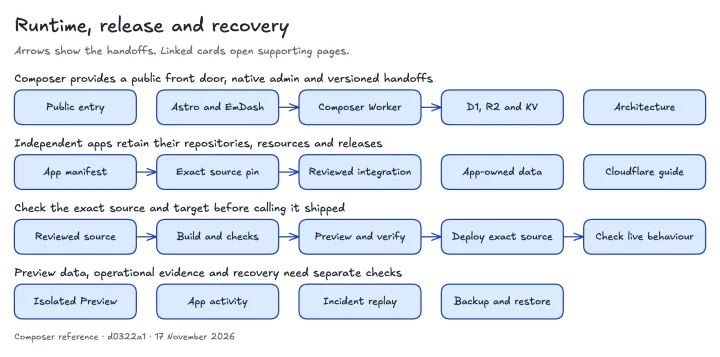 Runtime, release and recovery
Arrows show the handoffs. Linked cards open supporting pages.
Composer provides a public front door, native admin and versioned handoffs
Public entry
Astro and EmDash
Composer Worker
D1, R2 and KV
Architecture
Independent apps retain their repositories, resources and releases
App manifest
Exact source pin
Reviewed integration
App-owned data
Cloudflare guide
Check the exact source and target before calling it shipped
Reviewed source
Build and checks
Preview and verify
Deploy exact source
Check live behaviour
Preview data, operational evidence and recovery need separate checks
Isolated Preview
App activity
Incident replay
Backup and restore
Composer reference · d0322a1 · 17 November 2026